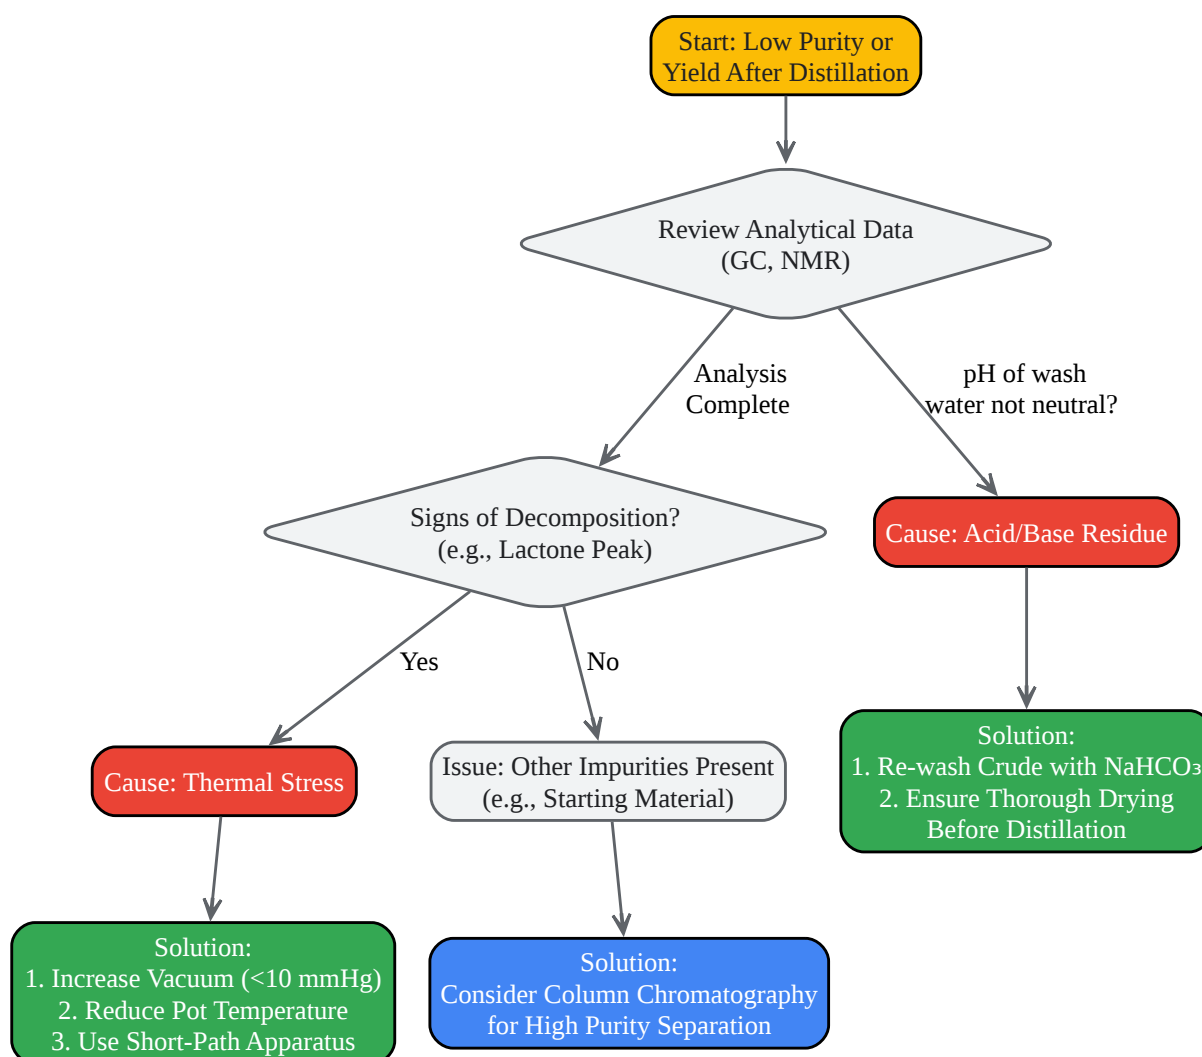 Start: Low Purity or
Yield After Distillation
Review Analytical Data
(GC, NMR)
Analysis
Complete
pH of wash
water not neutral?
Signs of Decomposition?
(e.g., Lactone Peak)
Cause: Acid/Base Residue
Yes
No
Cause: Thermal Stress
Issue: Other Impurities Present
(e.g., Starting Material)
Solution:
1. Re-wash Crude with NaHCO₃
2. Ensure Thorough Drying
Before Distillation
Solution:
1. Increase Vacuum (<10 mmHg)
2. Reduce Pot Temperature
3. Use Short-Path Apparatus
Solution:
Consider Column Chromatography
for High Purity Separation